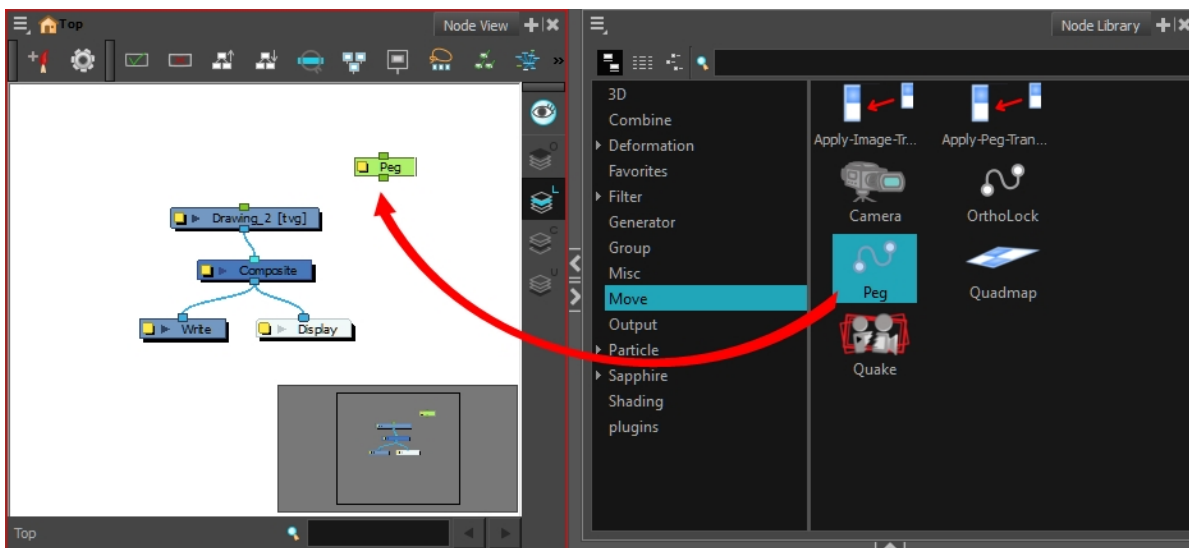 Top
Node View
Peg
Drawing_2 [tvg]
Composite
Write
Display
Top
Node Library
3D
Combine
Deformation
Favorites
Filter
Generator
Group
Misc
Move
Output
Particle
Sapphire
Shading
plugins
Apply-Image-Tr...
Apply-Peg-Tran...
Camera
OrthoLock
Peg
Quadmap
Quake